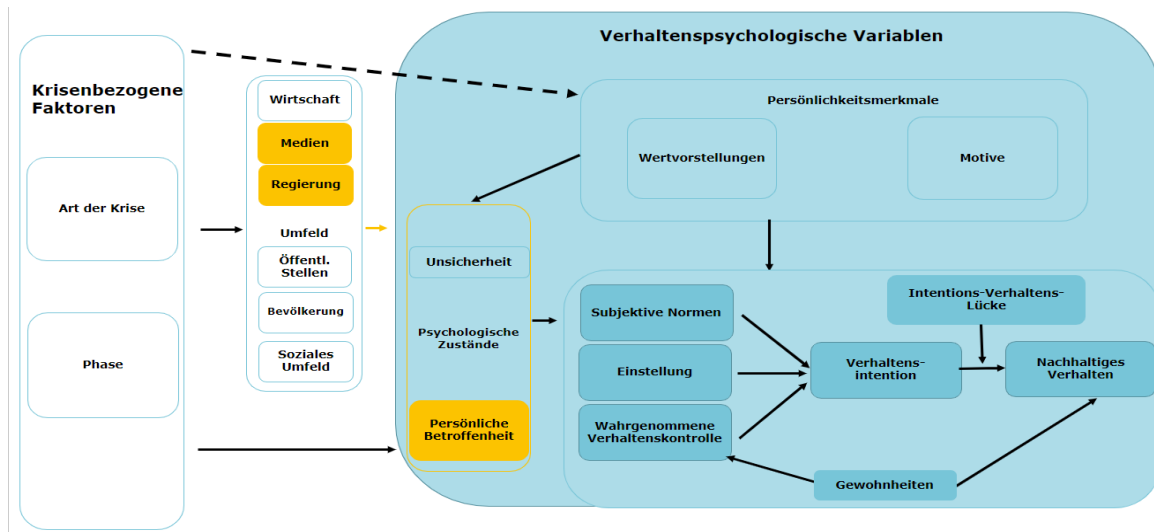 Verhaltenspsychologische Variablen
Krisenbezogene
Faktoren
Art der Krise
Phase
Wirtschaft
Medien
Regierung
Umfeld
Öffentl.
Stellen
Bevölkerung
Soziales
Umfeld
Persönlichkeitsmerkmale
Wertvorstellungen
Motive
Unsicherheit
Psychologische
Zustände
Persönliche
Betroffenheit
Subjektive Normen
Einstellung
Wahrgenommene
Verhaltenskontrolle
Verhaltens-
intention
Intentions-Verhaltens-
Lücke
Nachhaltiges
Verhalten
Gewohnheiten